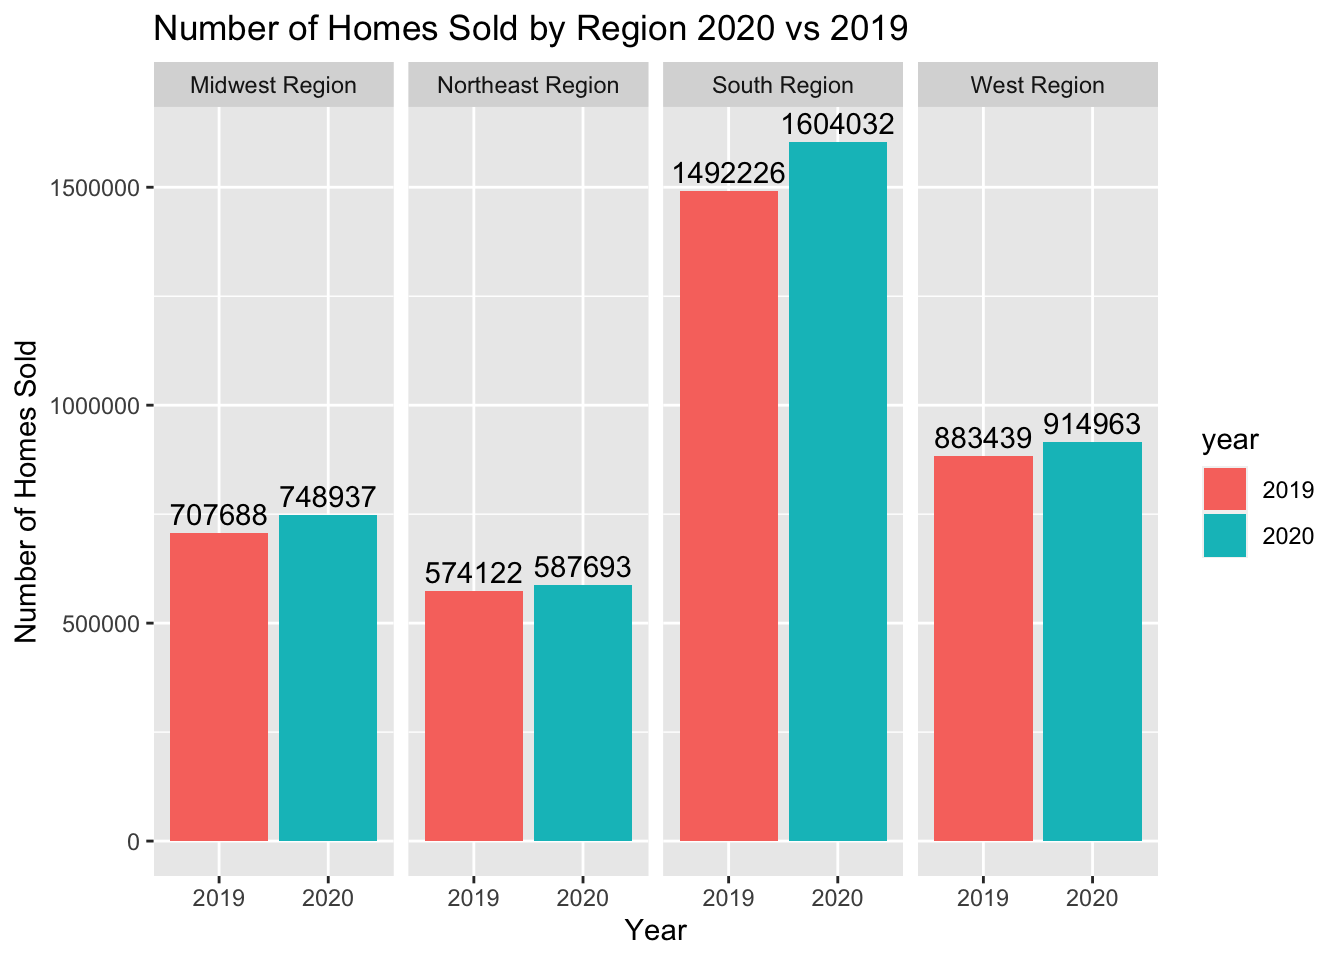 Number of Homes Sold by Region 2020 vs 2019
Midwest Region
Northeast Region
South Region
West Region
Number of Homes Sold
1500000
1000000
500000
0
707688
748937
574122
587693
1492226
1604032
883439
914963
2019
2020
2019
2020
2019
2020
2019
2020
Year
year
2019
2020